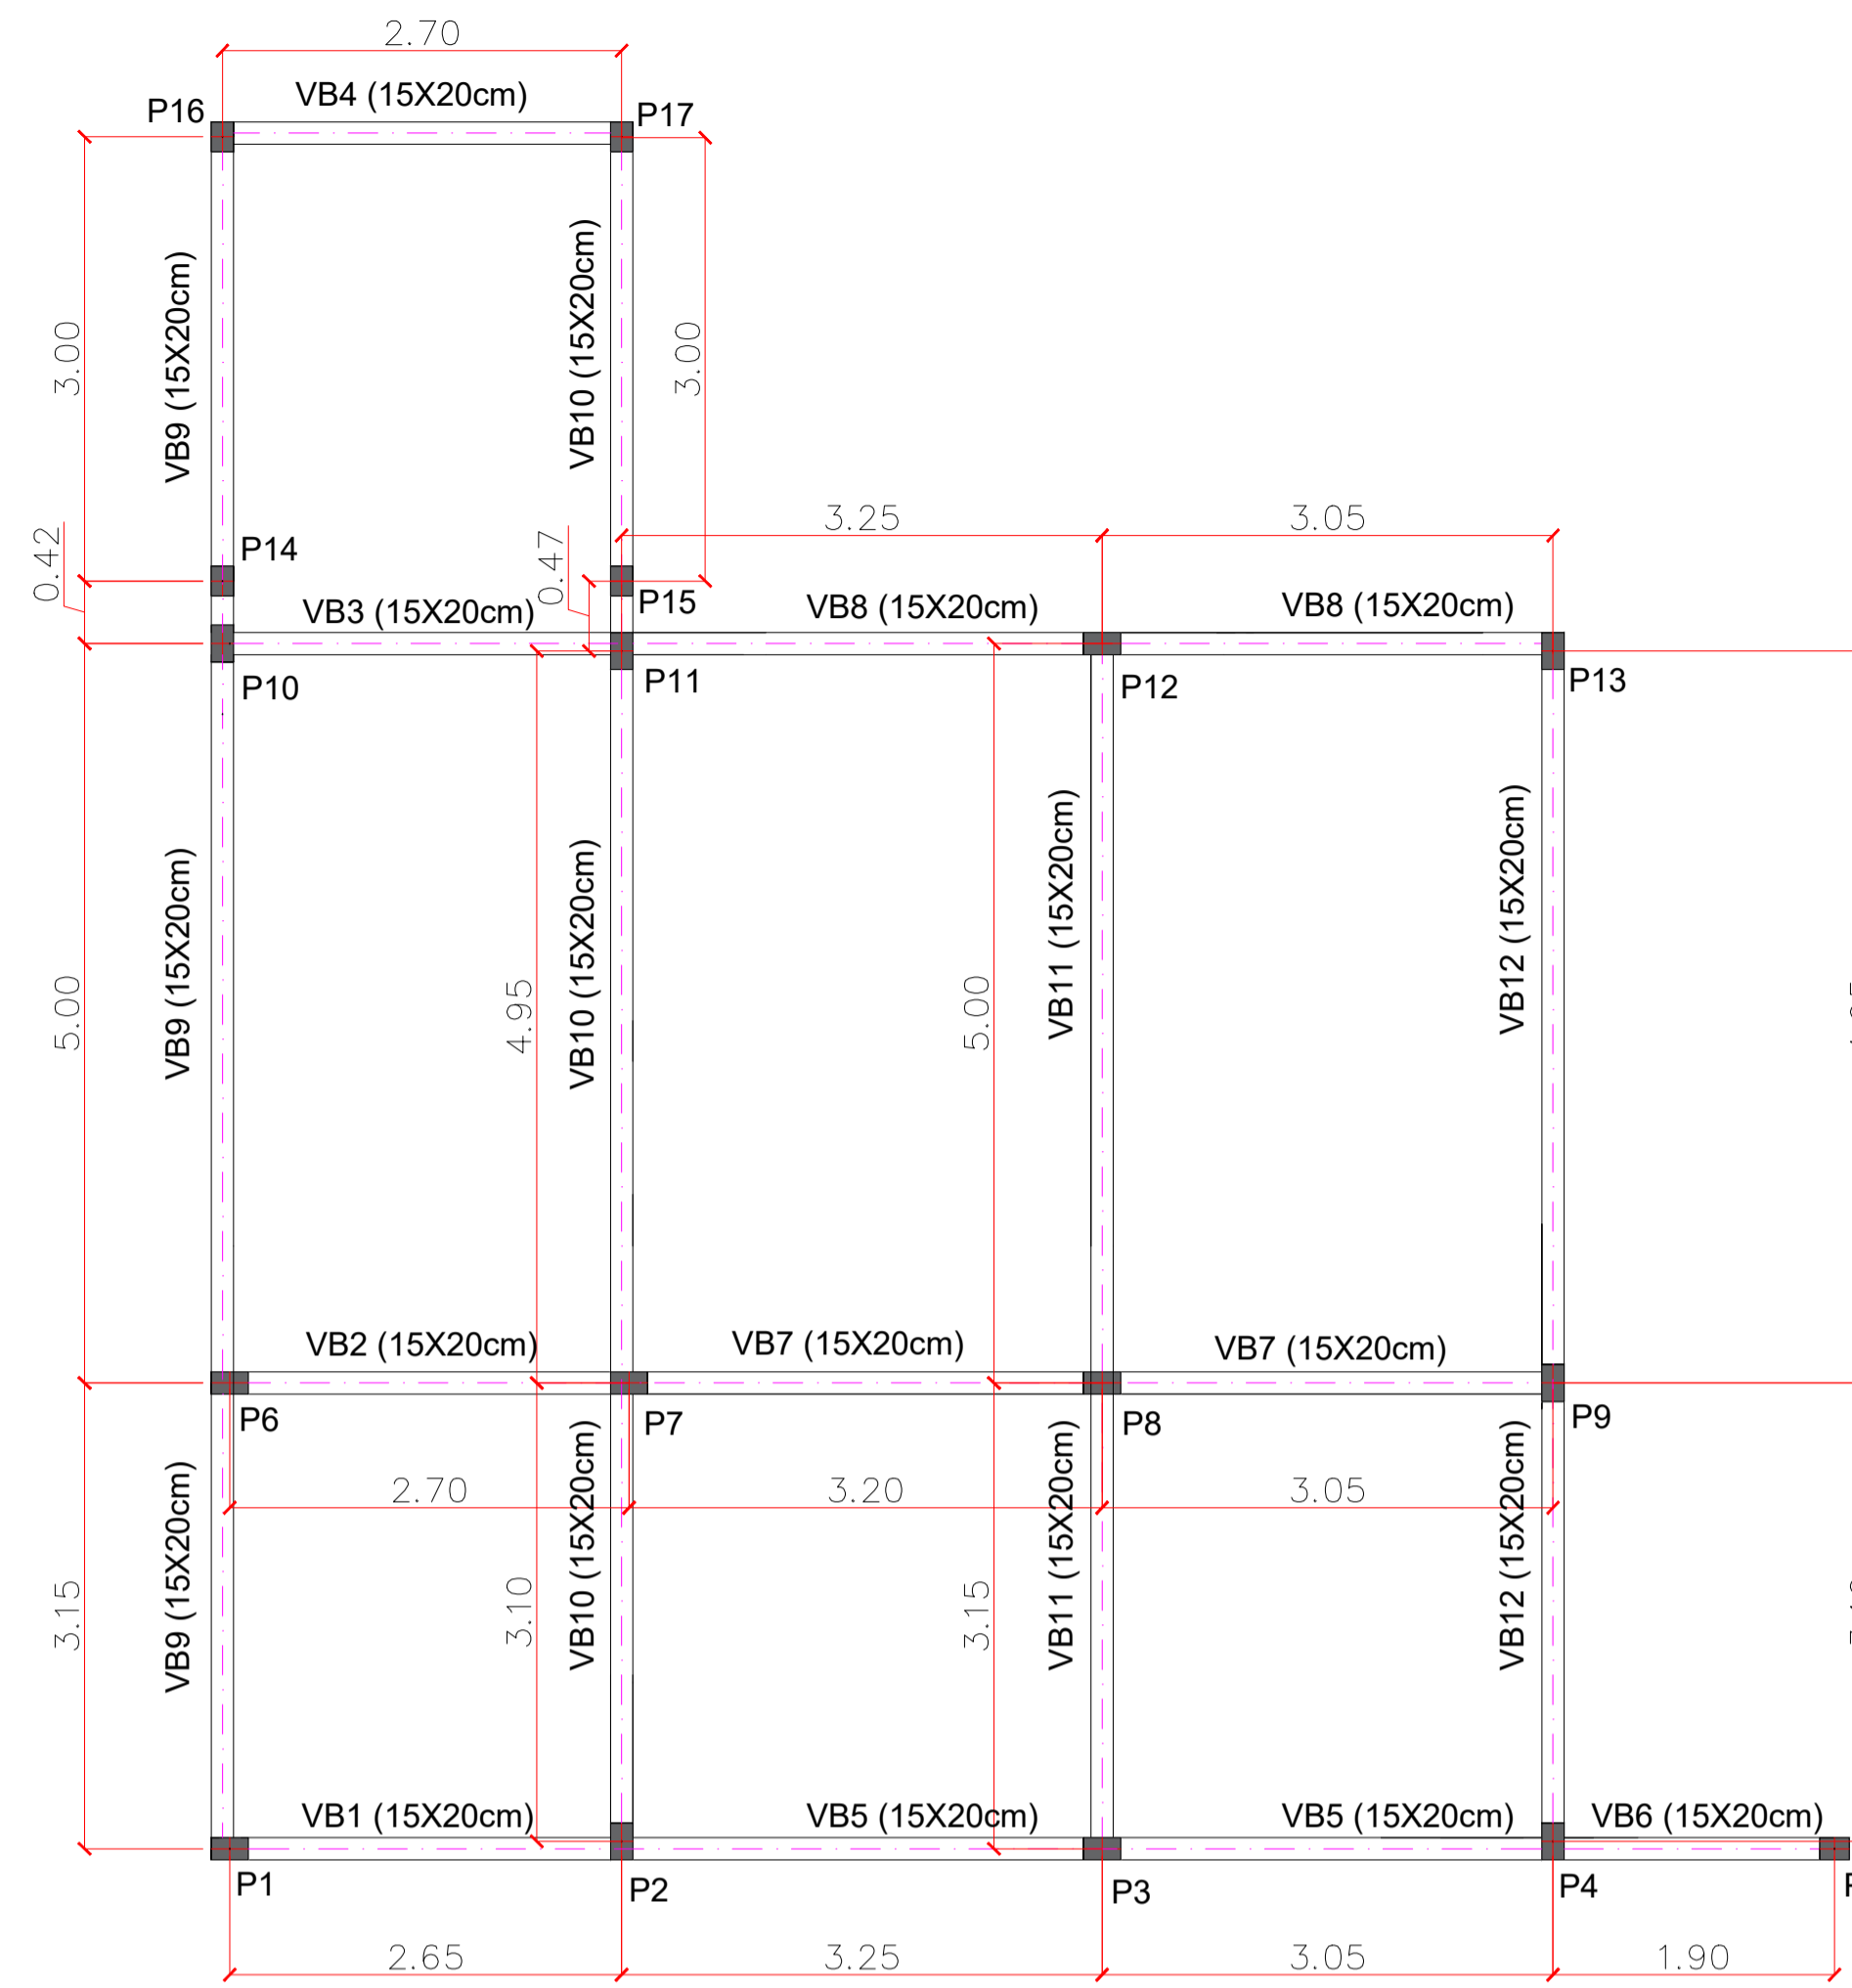 2.70
VB4 (15X20cm)
P16
P17
VB9 (15X20cm)
VB10 (15X20cm)
3.00
3.00
3.25
3.05
0.42
P14
0.47
P15
VB3 (15X20cm)
VB8 (15X20cm)
VB8 (15X20cm)
P10
P11
P12
P13
VB9 (15X20cm)
VB10 (15X20cm)
VB11 (15X20cm)
VB12 (15X20cm)
5.00
4.95
5.00
VB2 (15X20cm)
VB7 (15X20cm)
VB7 (15X20cm)
P6
P7
P8
P9
2.70
3.20
3.05
VB9 (15X20cm)
VB10 (15X20cm)
VB11 (15X20cm)
VB12 (15X20cm)
3.15
3.10
3.15
VB1 (15X20cm)
VB5 (15X20cm)
VB5 (15X20cm)
VB6 (15X20cm)
P1
P2
P3
P4
2.65
3.25
3.05
1.90